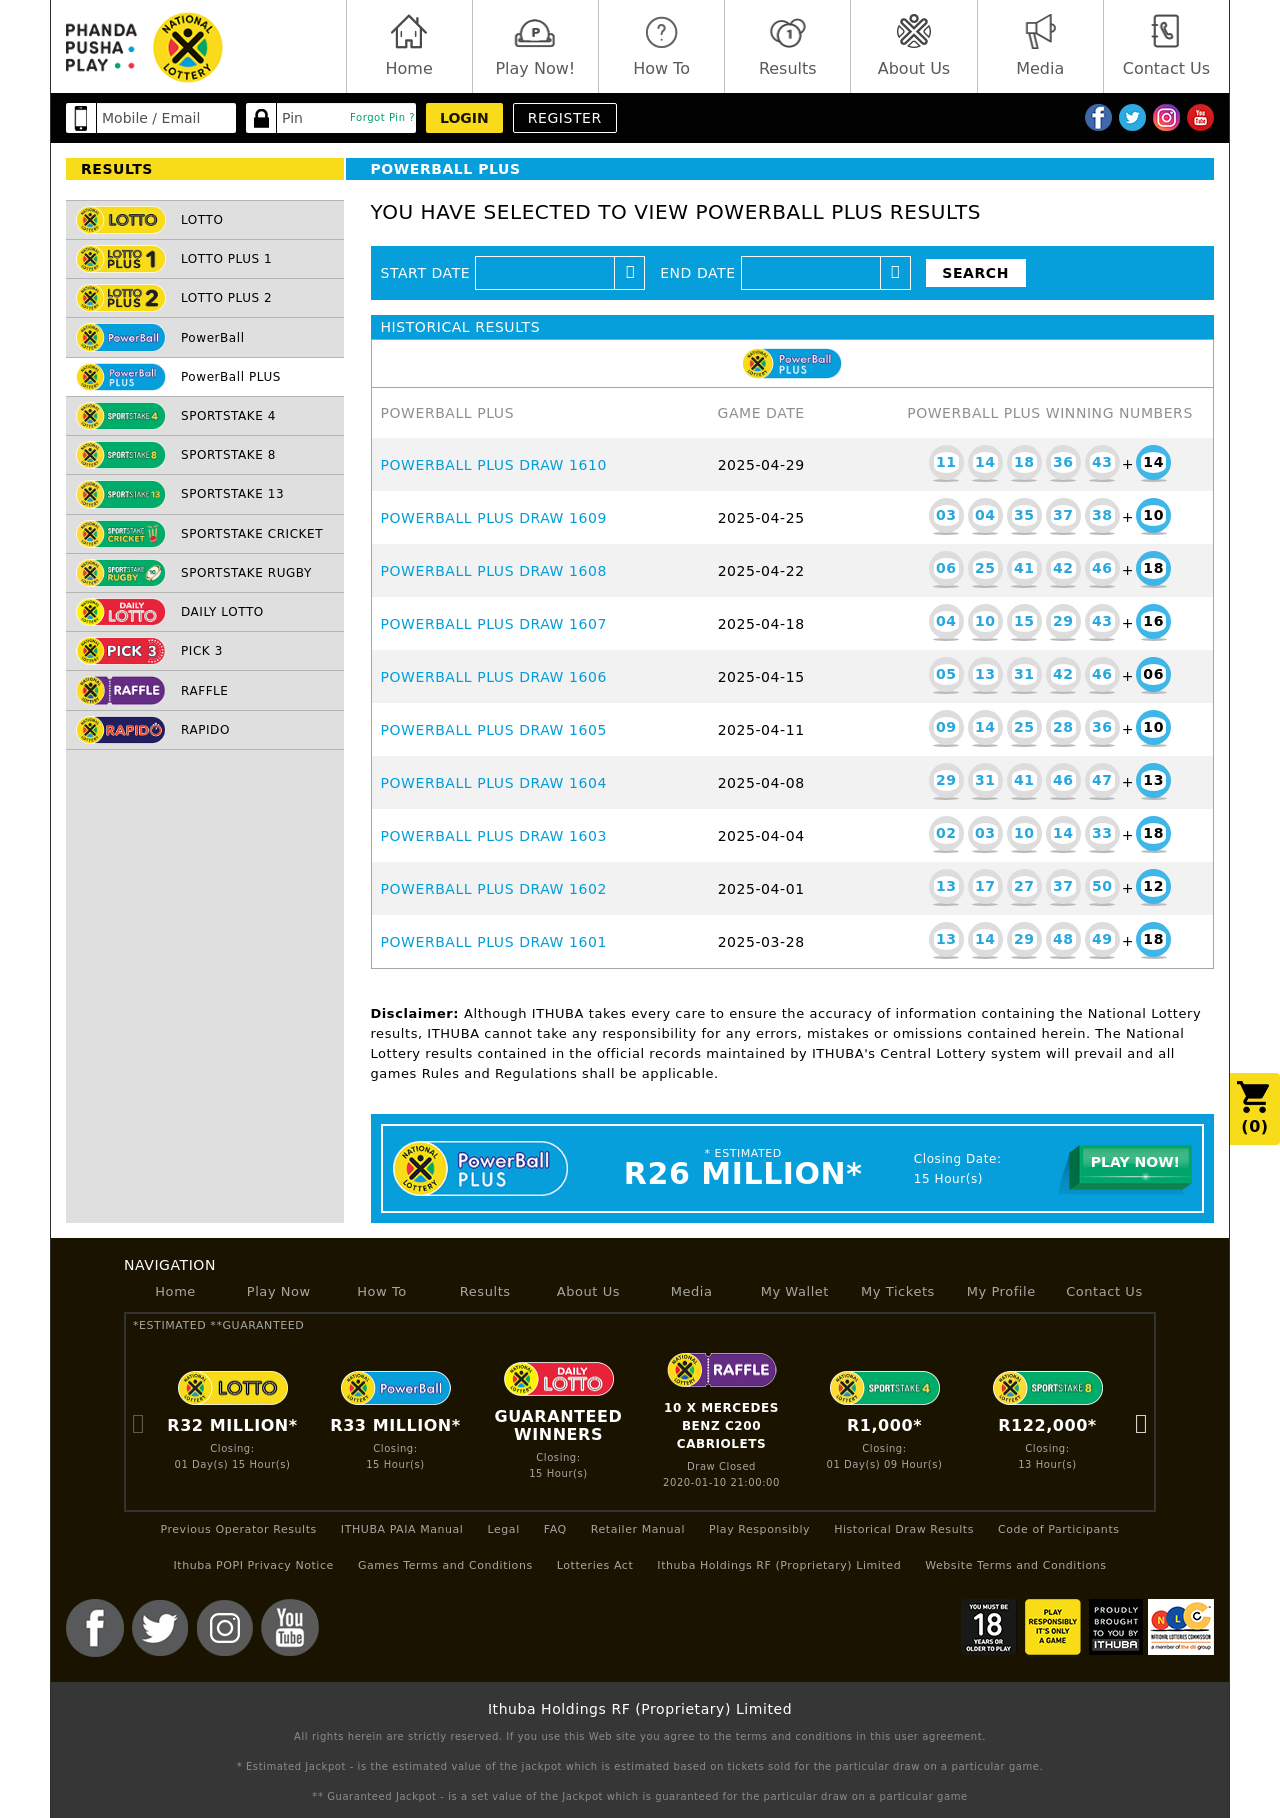 PHANDA
PUSHA
PLAY
NATIONAL
LOTTERY
Home
Play Now!
How To
Results
About Us
Media
Contact Us
Mobile / Email
Pin
Forgot Pin ?
LOGIN
REGISTER
RESULTS
LOTTO
LOTTO PLUS 1
LOTTO PLUS 2
PowerBall
PowerBall PLUS
SPORTSTAKE 4
SPORTSTAKE 8
SPORTSTAKE 13
SPORTSTAKE CRICKET
SPORTSTAKE RUGBY
DAILY LOTTO
PICK 3
RAFFLE
RAPIDO
POWERBALL PLUS
YOU HAVE SELECTED TO VIEW POWERBALL PLUS RESULTS
START DATE
END DATE
SEARCH
HISTORICAL RESULTS
PowerBall
PLUS
POWERBALL PLUS GAME DATE POWERBALL PLUS WINNING NUMBERS
POWERBALL PLUS DRAW 1610 2025-04-29 11 14 18 36 43 + 14
POWERBALL PLUS DRAW 1609 2025-04-25 03 04 35 37 38 + 10
POWERBALL PLUS DRAW 1608 2025-04-22 06 25 41 42 46 + 18
POWERBALL PLUS DRAW 1607 2025-04-18 04 10 15 29 43 + 16
POWERBALL PLUS DRAW 1606 2025-04-15 05 13 31 42 46 + 06
POWERBALL PLUS DRAW 1605 2025-04-11 09 14 25 28 36 + 10
POWERBALL PLUS DRAW 1604 2025-04-08 29 31 41 46 47 + 13
POWERBALL PLUS DRAW 1603 2025-04-04 02 03 10 14 33 + 18
POWERBALL PLUS DRAW 1602 2025-04-01 13 17 27 37 50 + 12
POWERBALL PLUS DRAW 1601 2025-03-28 13 14 29 48 49 + 18
Disclaimer: Although ITHUBA takes every care to ensure the accuracy of information containing the National Lottery
results, ITHUBA cannot take any responsibility for any errors, mistakes or omissions contained herein. The National
Lottery results contained in the official records maintained by ITHUBA's Central Lottery system will prevail and all
games Rules and Regulations shall be applicable.
(0)
NATIONAL
LOTTERY
PowerBall
PLUS
* ESTIMATED
R26 MILLION*
Closing Date:
15 Hour(s)
PLAY NOW!
NAVIGATION
Home Play Now How To Results About Us Media My Wallet My Tickets My Profile Contact Us
*ESTIMATED **GUARANTEED
LOTTO
R32 MILLION*
Closing:
01 Day(s) 15 Hour(s)
PowerBall
R33 MILLION*
Closing:
15 Hour(s)
DAILY
LOTTO
GUARANTEED
WINNERS
Closing:
15 Hour(s)
RAFFLE
10 X MERCEDES
BENZ C200
CABRIOLETS
Draw Closed
2020-01-10 21:00:00
SPORTSTAKE 4
R1,000*
Closing:
01 Day(s) 09 Hour(s)
SPORTSTAKE 8
R122,000*
Closing:
13 Hour(s)
Previous Operator Results ITHUBA PAIA Manual Legal FAQ Retailer Manual Play Responsibly Historical Draw Results Code of Participants
Ithuba POPI Privacy Notice Games Terms and Conditions Lotteries Act Ithuba Holdings RF (Proprietary) Limited Website Terms and Conditions
You
Tube
YOU MUST BE
18
YEARS OR
OLDER TO PLAY
PLAY
RESPONSIBLY
IT'S ONLY
A GAME
PROUDLY
BROUGHT
TO YOU BY
ITHUBA
NLC
NATIONAL LOTTERIES COMMISSION
a member of the dti group
Ithuba Holdings RF (Proprietary) Limited
All rights herein are strictly reserved. If you use this Web site you agree to the terms and conditions in this user agreement.
* Estimated Jackpot - is the estimated value of the jackpot which is estimated based on tickets sold for the particular draw on a particular game.
** Guaranteed Jackpot - is a set value of the Jackpot which is guaranteed for the particular draw on a particular game